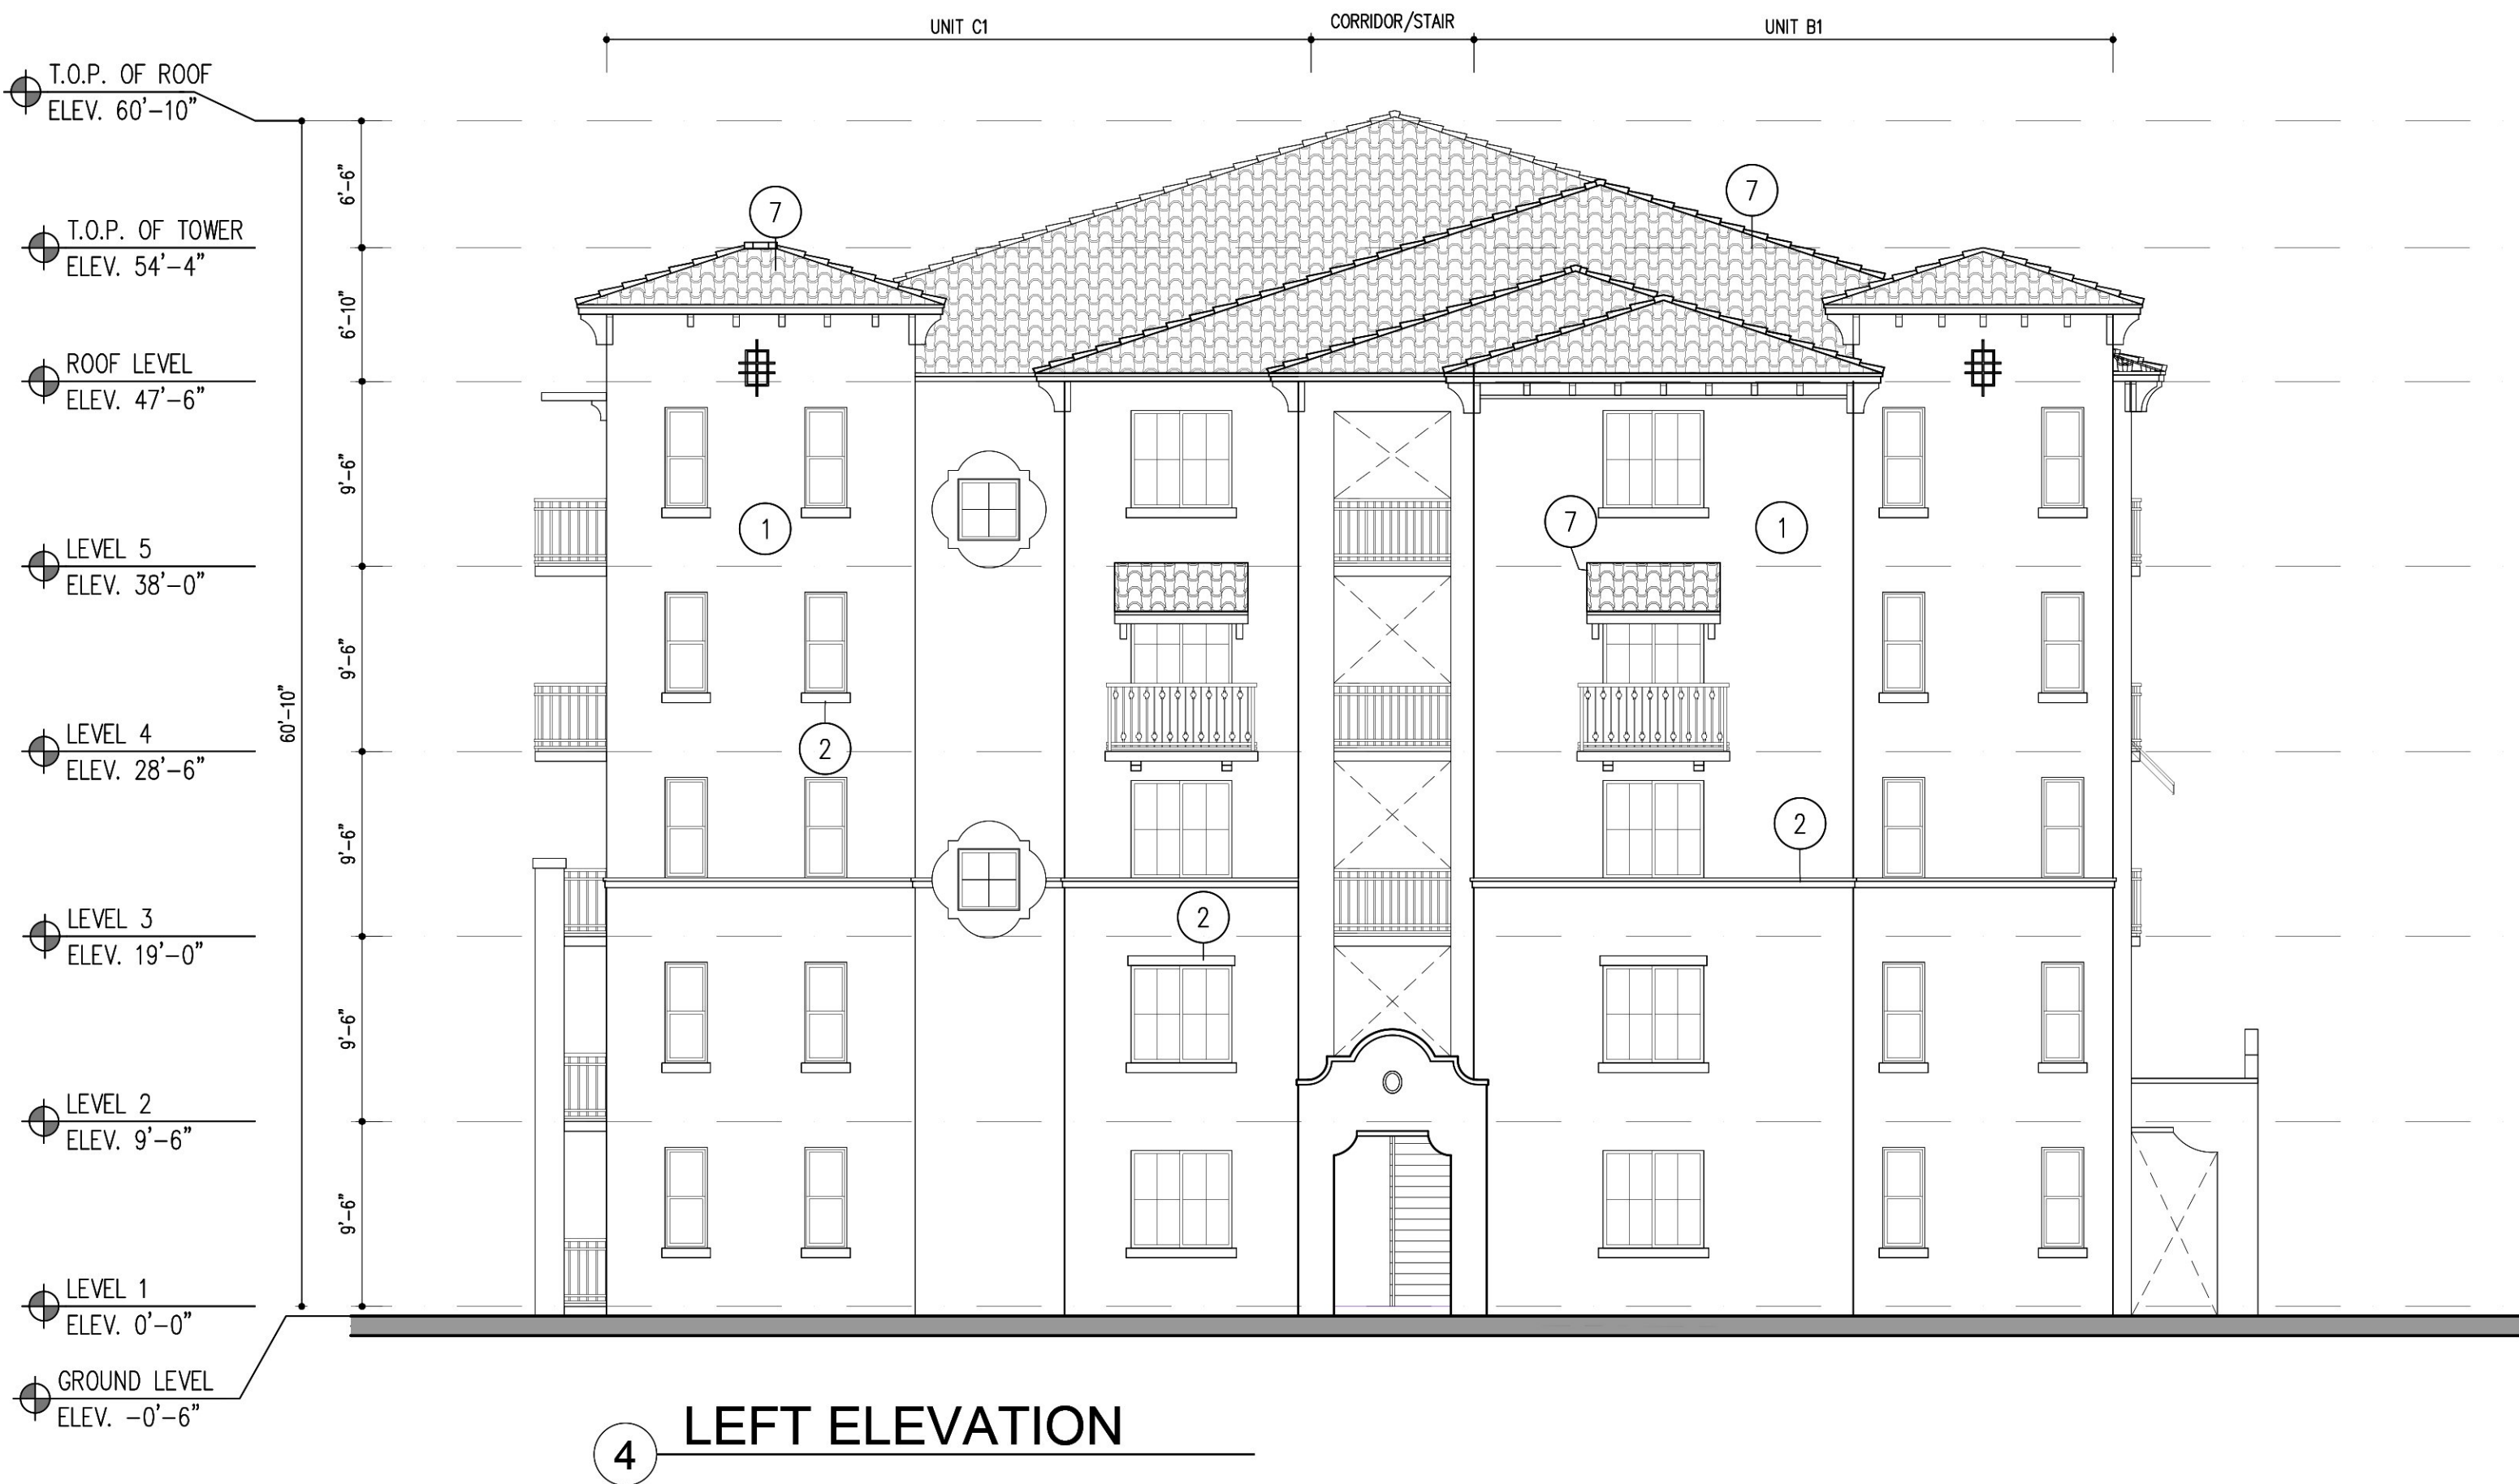 UNIT C1
CORRIDOR/STAIR
UNIT B1
T.O.P. OF ROOF
ELEV. 60'-10"
6'-6"
7
7
T.O.P. OF TOWER
ELEV. 54'-4"
6'-10"
ROOF LEVEL
ELEV. 47'-6"
9'-6"
1
7
1
LEVEL 5
ELEV. 38'-0"
9'-6"
60'-10"
2
LEVEL 4
ELEV. 28'-6"
9'-6"
2
2
LEVEL 3
ELEV. 19'-0"
9'-6"
LEVEL 2
ELEV. 9'-6"
9'-6"
LEVEL 1
ELEV. 0'-0"
GROUND LEVEL
ELEV. -0'-6"
4 LEFT ELEVATION